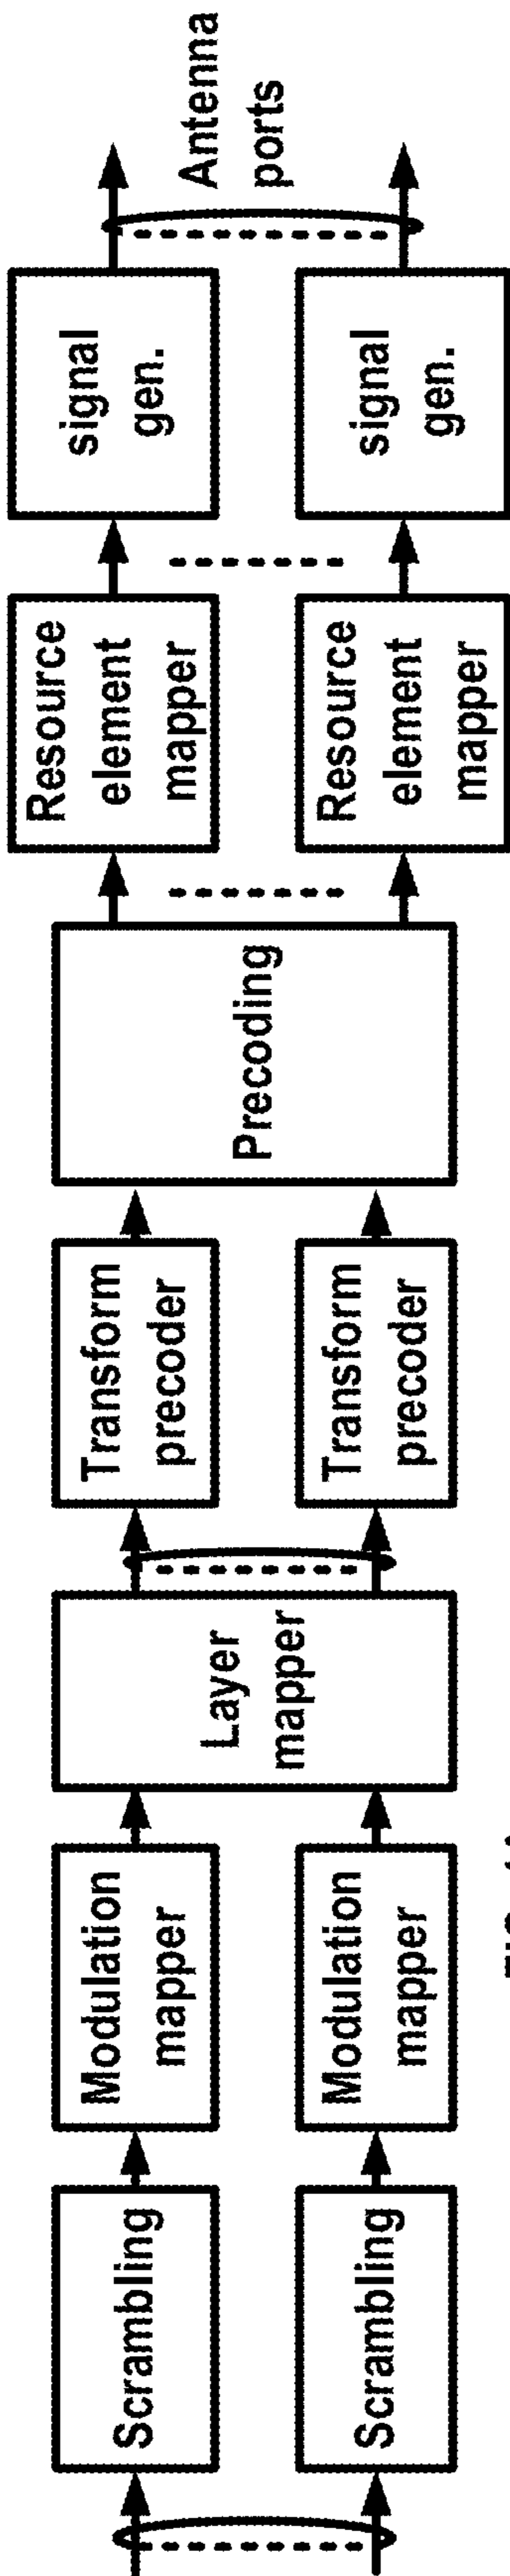 Scrambling
Scrambling
Modulation
mapper
Modulation
mapper
Layer
mapper
Transform
precoder
Transform
precoder
Precoding
Resource
element
mapper
Resource
element
mapper
signal
gen.
signal
gen.
Antenna
ports